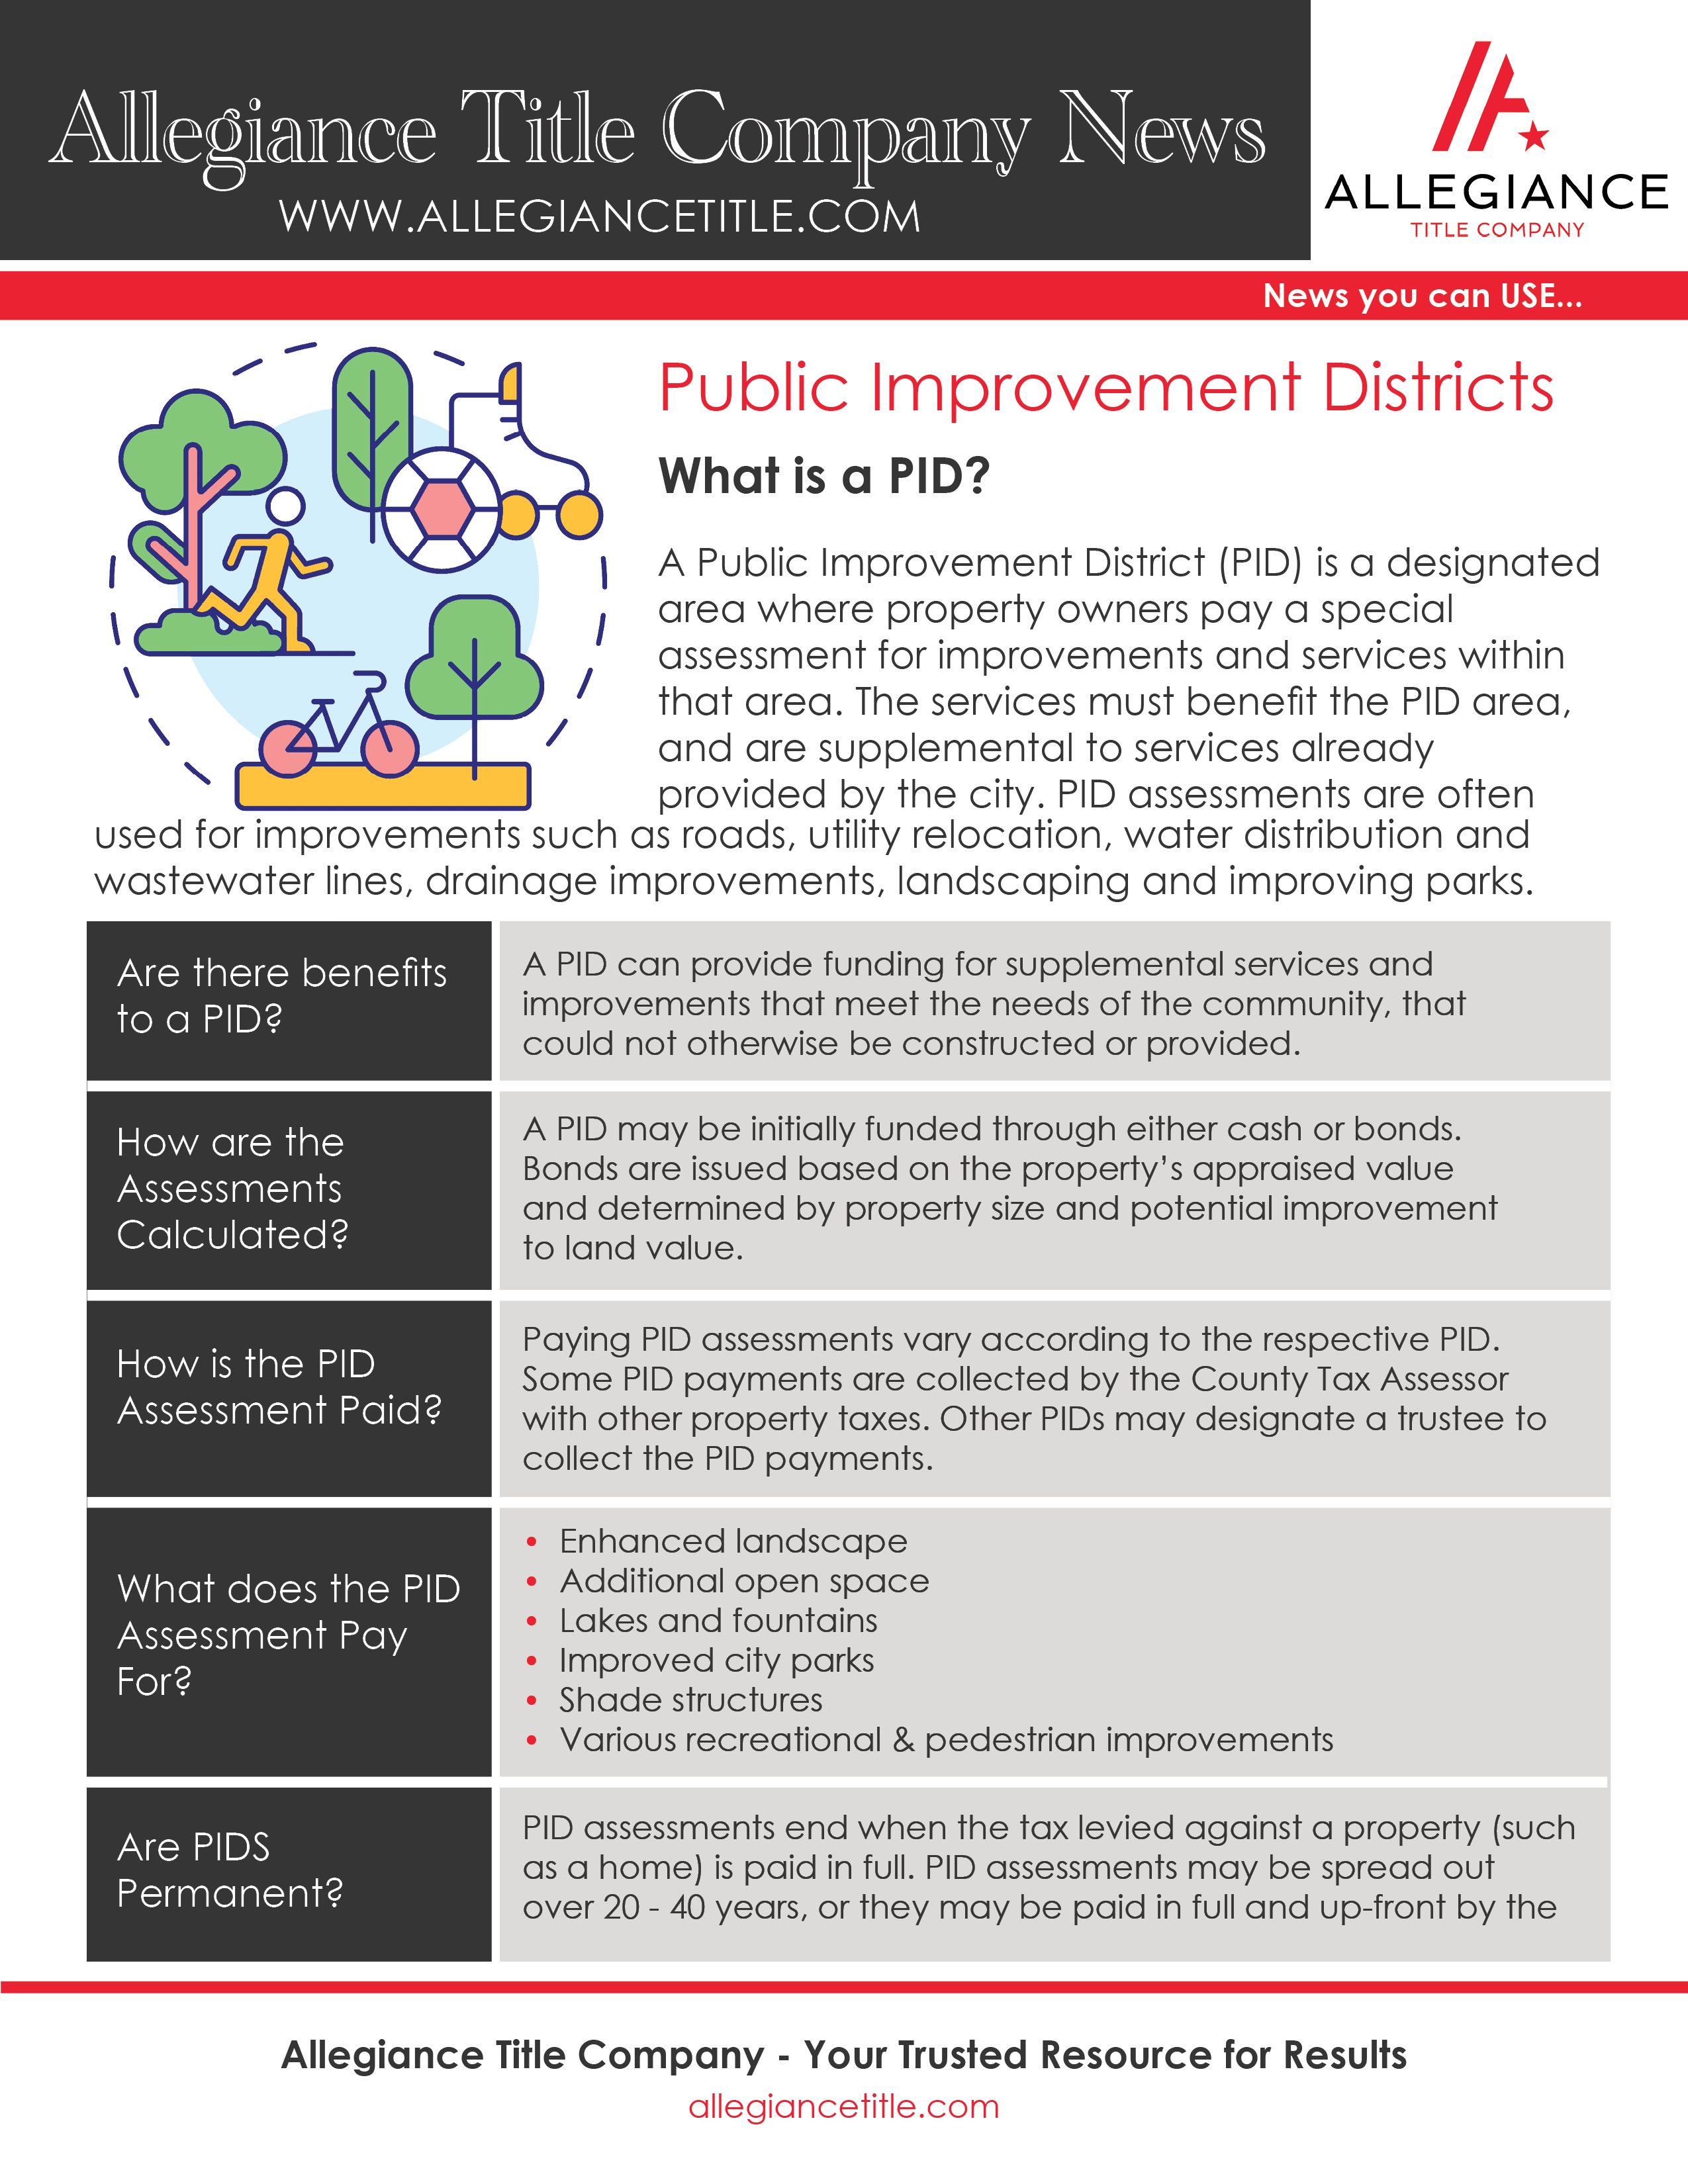 Allegiance Title Company News
WWW.ALLEGIANCETITLE.COM
ALLEGIANCE
TITLE COMPANY
News you can USE...
Public Improvement Districts
What is a PID?
A Public Improvement District (PID) is a designated
area where property owners pay a special
assessment for improvements and services within
that area. The services must benefit the PID area,
and are supplemental to services already
provided by the city. PID assessments are often
used for improvements such as roads, utility relocation, water distribution and
wastewater lines, drainage improvements, landscaping and improving parks.
Are there benefits
to a PID?
A PID can provide funding for supplemental services and
improvements that meet the needs of the community, that
could not otherwise be constructed or provided.
How are the
Assessments
Calculated?
A PID may be initially funded through either cash or bonds.
Bonds are issued based on the property’s appraised value
and determined by property size and potential improvement
to land value.
How is the PID
Assessment Paid?
Paying PID assessments vary according to the respective PID.
Some PID payments are collected by the County Tax Assessor
with other property taxes. Other PIDs may designate a trustee to
collect the PID payments.
What does the PID
Assessment Pay
For?
• Enhanced landscape
• Additional open space
• Lakes and fountains
• Improved city parks
• Shade structures
• Various recreational & pedestrian improvements
Are PIDS
Permanent?
PID assessments end when the tax levied against a property (such
as a home) is paid in full. PID assessments may be spread out
over 20 - 40 years, or they may be paid in full and up-front by the
Allegiance Title Company - Your Trusted Resource for Results
allegiancetitle.com